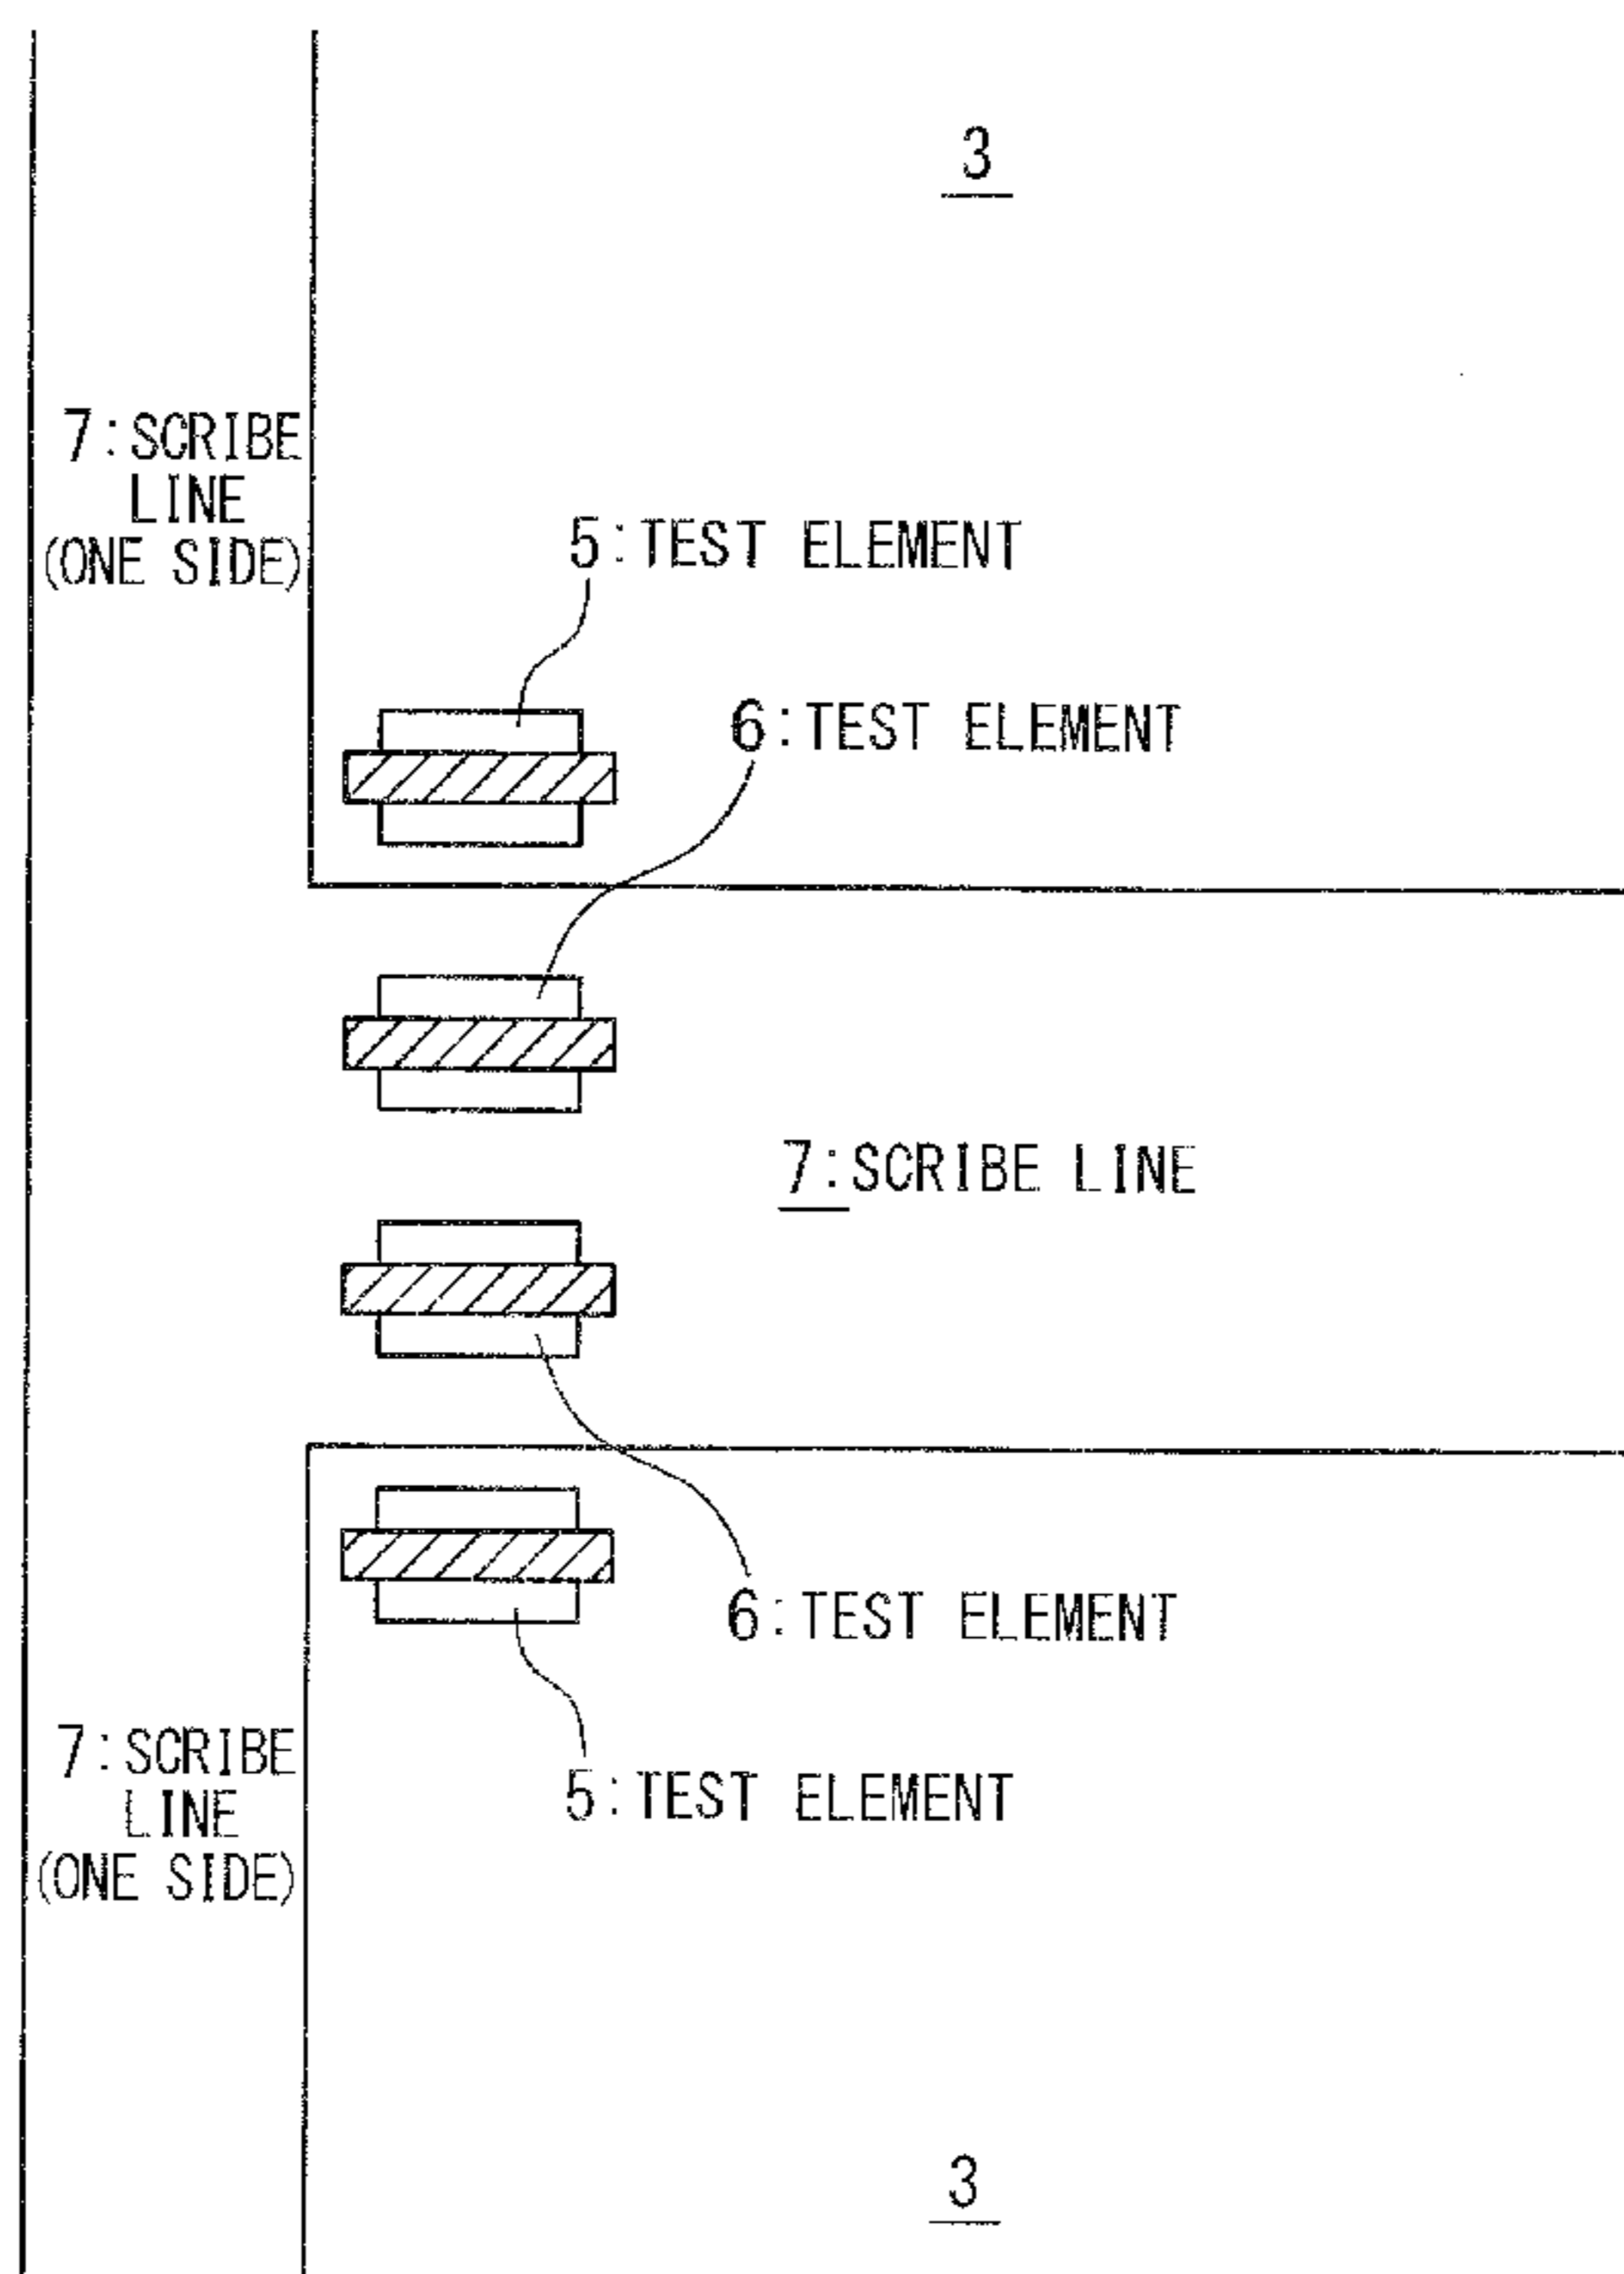 3
7:SCRIBE
LINE
(ONE SIDE)
5:TEST ELEMENT
6:TEST ELEMENT
7:SCRIBE LINE
6:TEST ELEMENT
7:SCRIBE
LINE
(ONE SIDE)
5:TEST ELEMENT
3